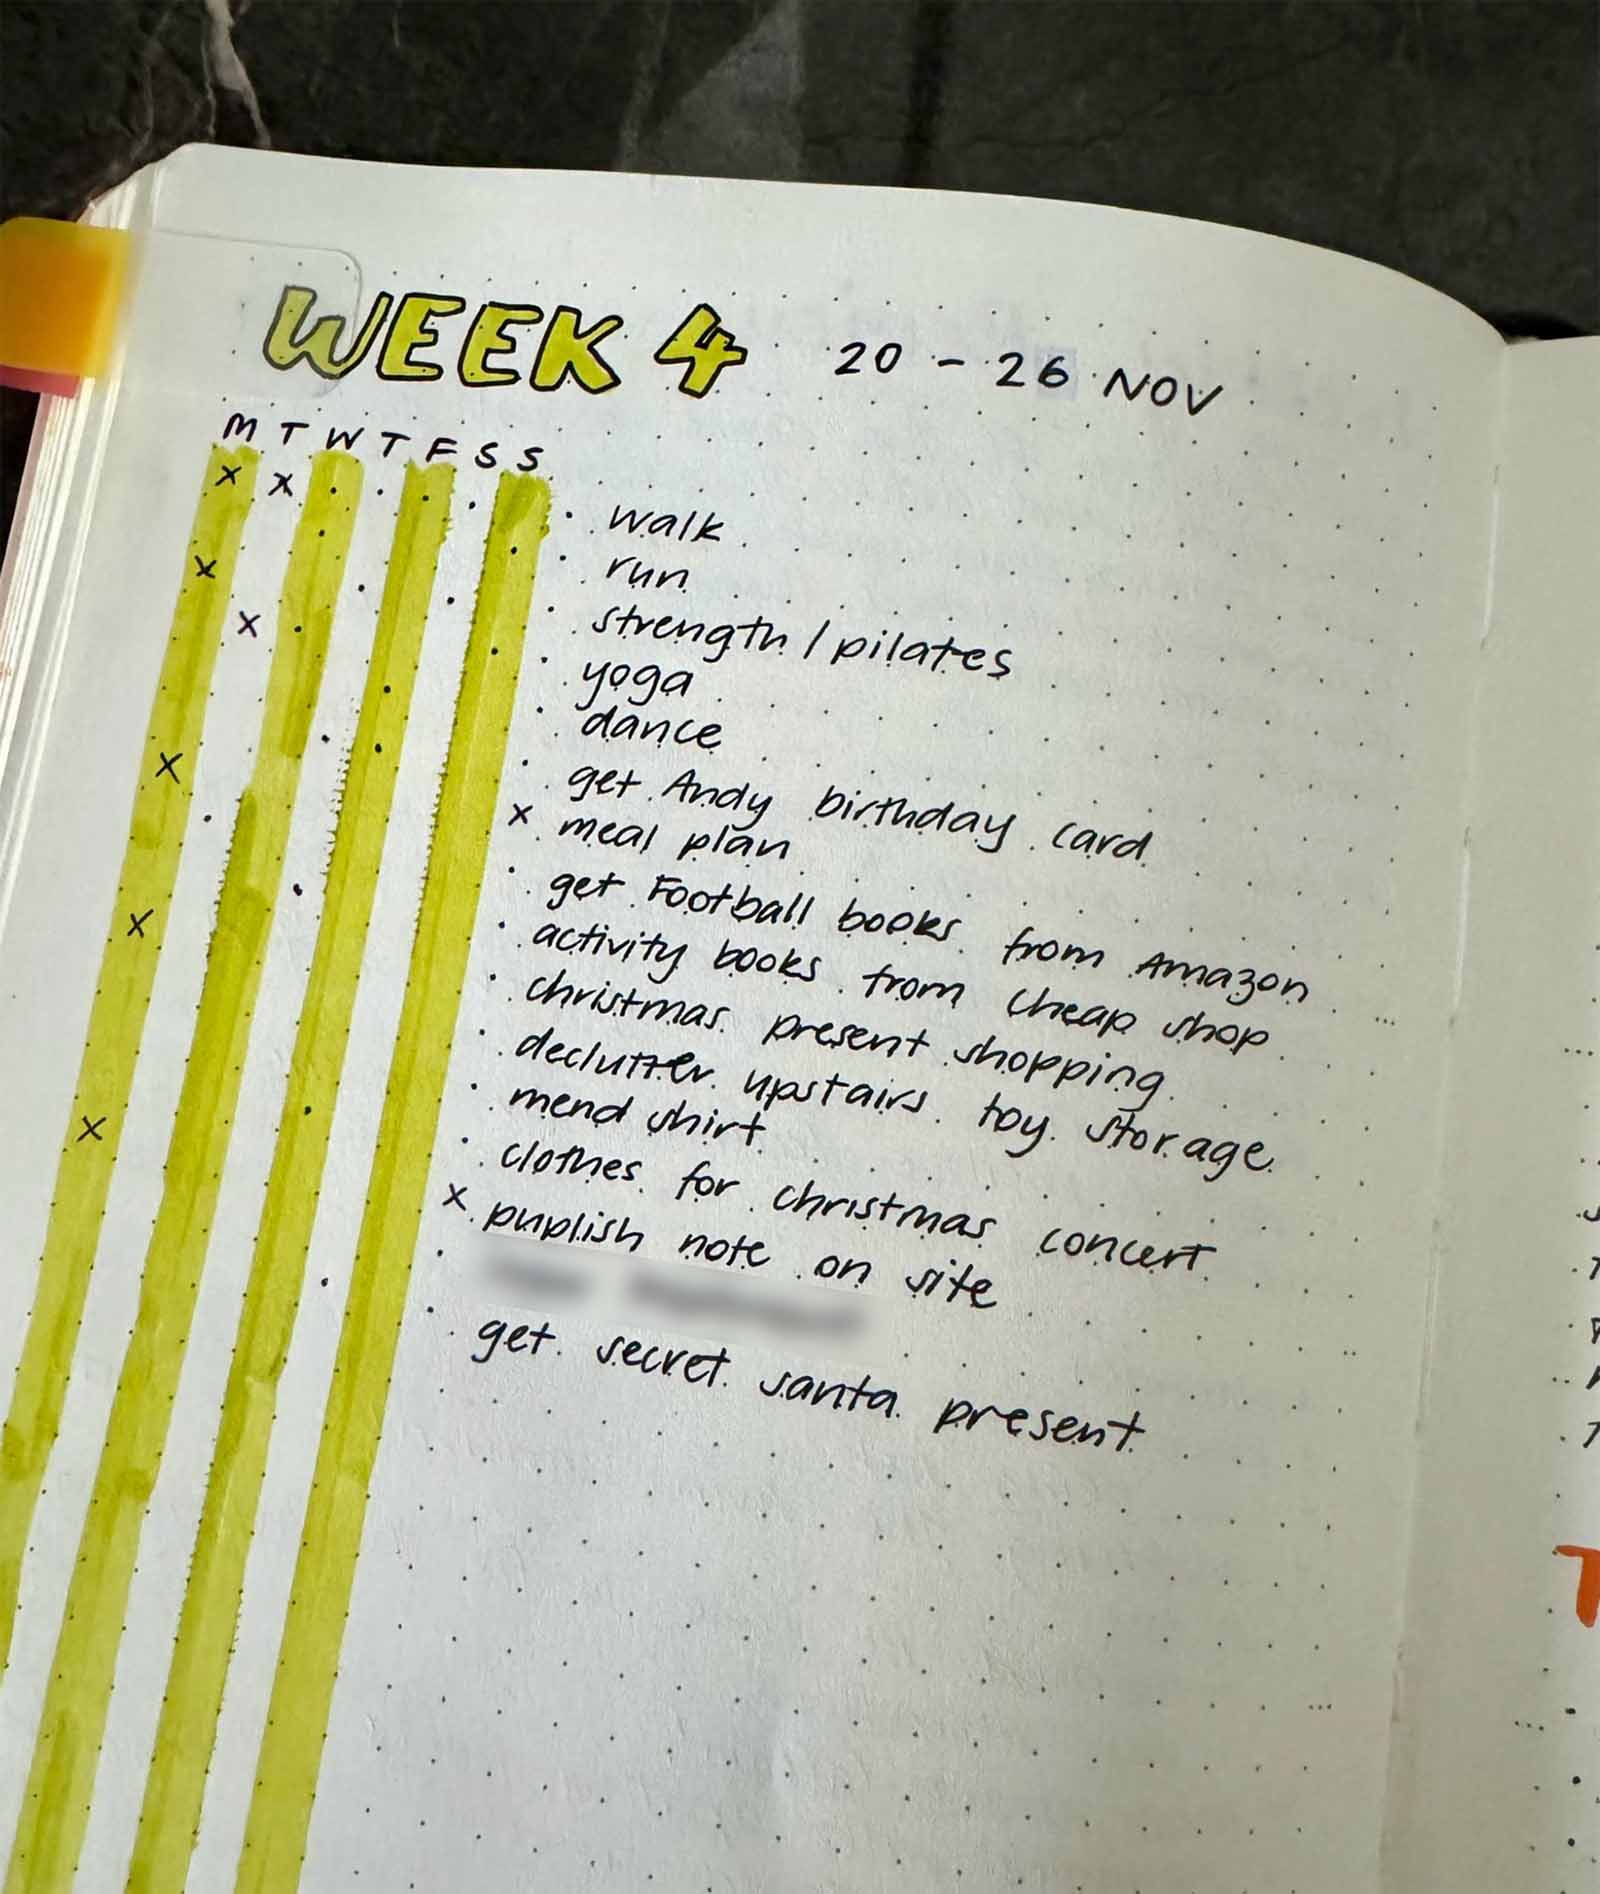 WEEK 4 20 - 26 NOV
M T W T F S S
x x walk
run
x strength / pilates
x yoga
dance
x get Andy birthday card
x meal plan
x get Football books from Amazon
activity books from cheap shop
christmas present shopping
declutter upstairs toy storage
x mend shirt
clothes for christmas concert
x puplish note on site
get secret santa present